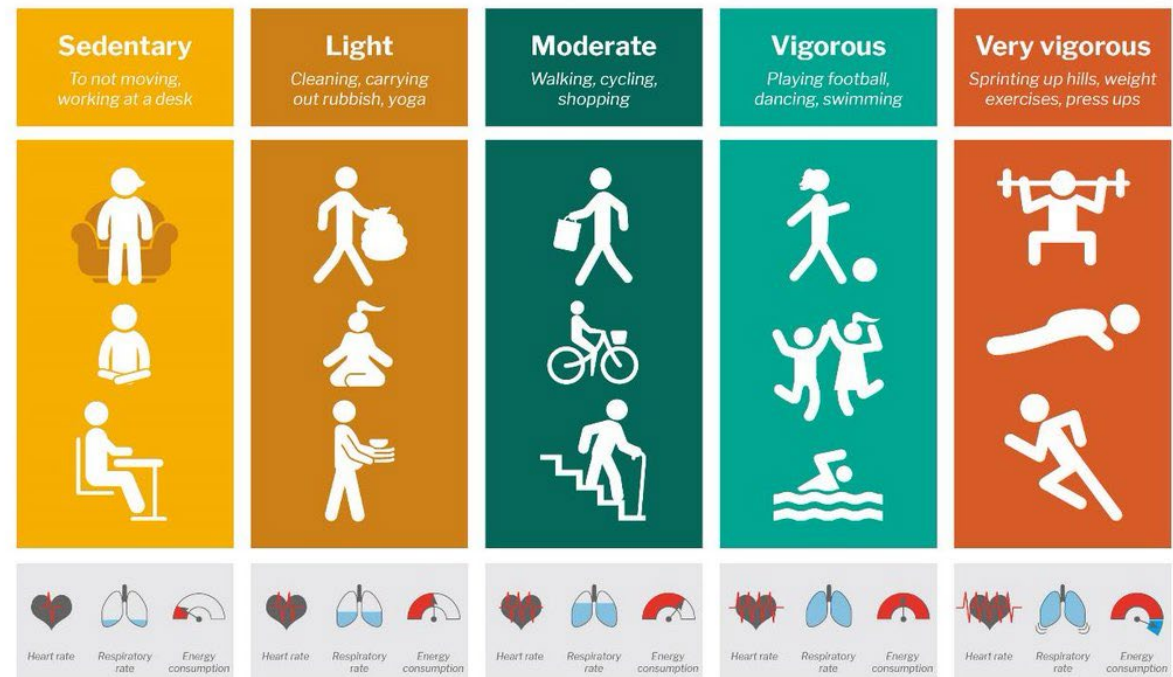 Sedentary
To not moving,
working at a desk
Light
Cleaning, carrying
out rubbish, yoga
Moderate
Walking, cycling,
shopping
Vigorous
Playing football,
dancing, swimming
Very vigorous
Sprinting up hills, weight
exercises, press ups
Heart rate
Respiratory
rate
Energy
consumption
Heart rate
Respiratory
rate
Energy
consumption
Heart rate
Respiratory
rate
Energy
consumption
Heart rate
Respiratory
rate
Energy
consumption
Heart rate
Respiratory
rate
Energy
consumption